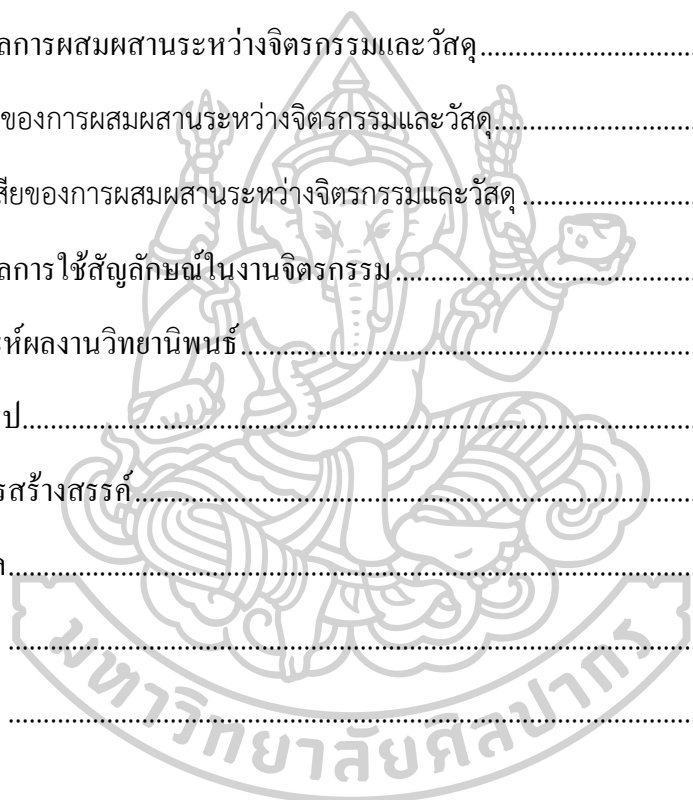 ลการผสมผสานระหว่างจิตรกรรมและวัสดุ................................
ของการผสมผสานระหว่างจิตรกรรมและวัสดุ................................
สียของการผสมผสานระหว่างจิตรกรรมและวัสดุ............................
ลการใช้สัญลักษณ์ในงานจิตรกรรม................................................
ะห์ผลงานวิทยานิพนธ์........................................................................
ป................................................................................................................
รสร้างสรรค์..........................................................................................
................................................................................................................
................................................................................................................
................................................................................................................
มหาวิทยาลัยศิลปากร